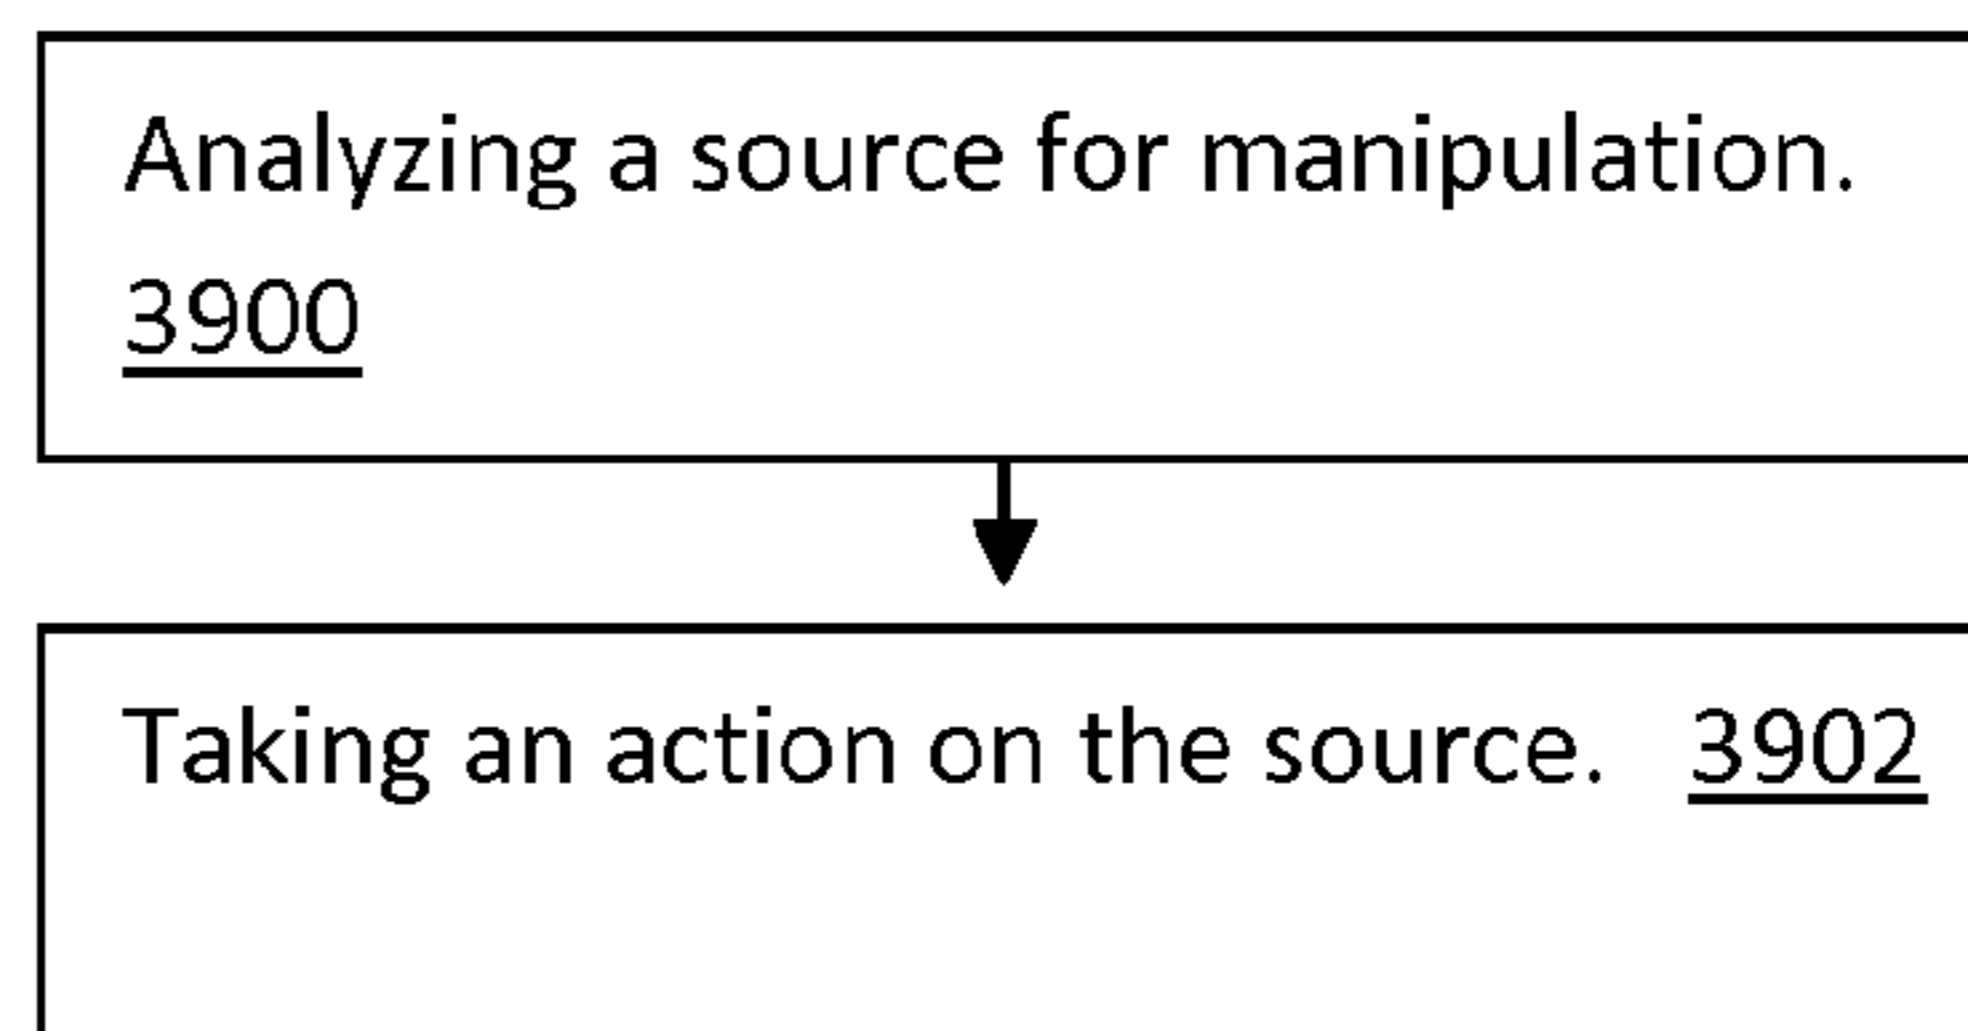 Analyzing a source for manipulation.
3900
Taking an action on the source. 3902